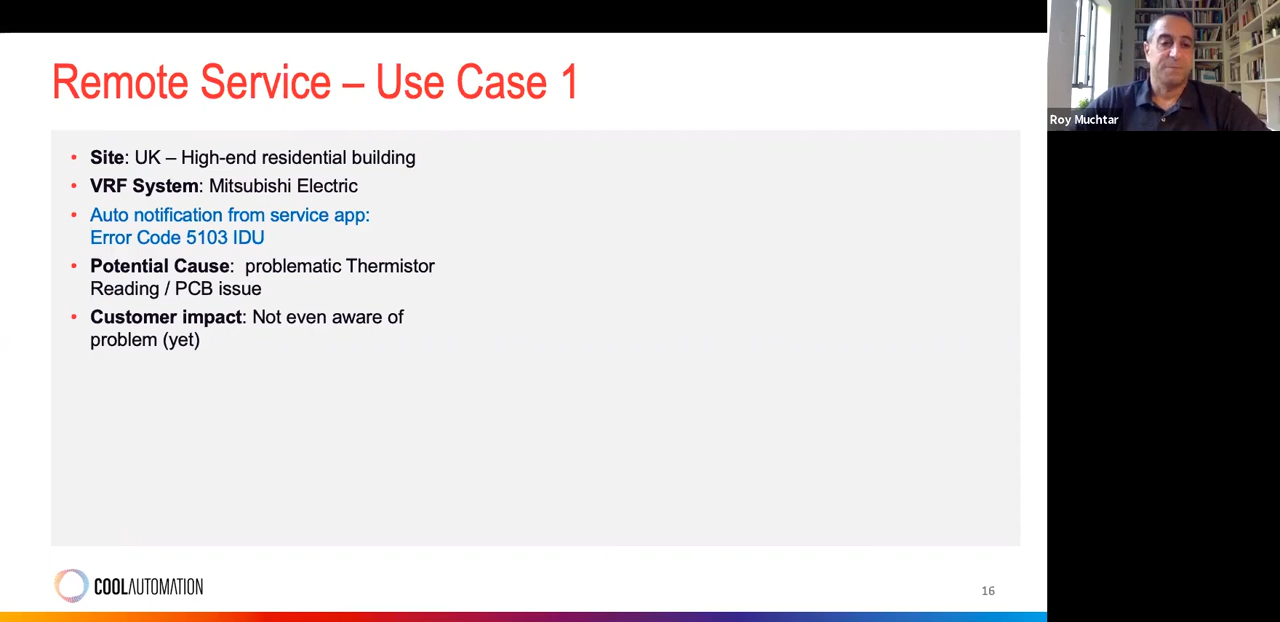 Remote Service – Use Case 1
• Site: UK – High-end residential building
• VRF System: Mitsubishi Electric
• Auto notification from service app:
Error Code 5103 IDU
• Potential Cause:  problematic Thermistor
Reading / PCB issue
• Customer impact: Not even aware of
problem (yet)
COOLAUTOMATION
16
Roy Muchtar